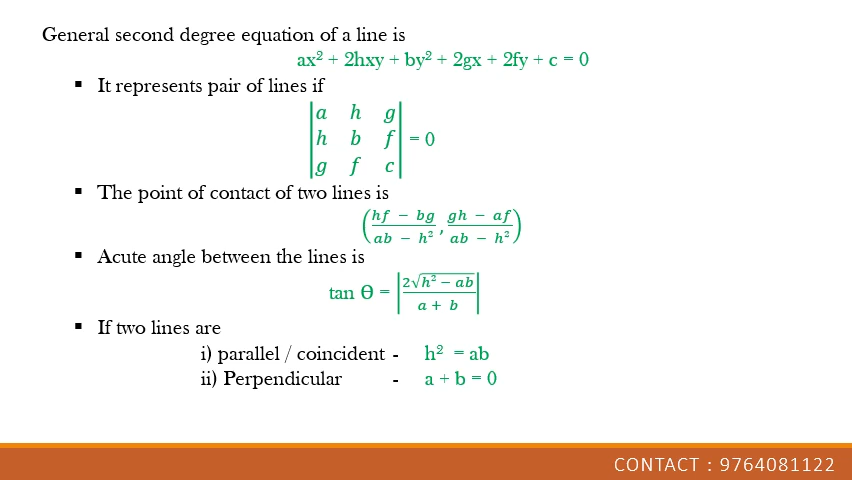 General second degree equation of a line is
ax² + 2hxy + by² + 2gx + 2fy + c = 0
▪ It represents pair of lines if
|a h g|
|h b f| = 0
|g f c|
▪ The point of contact of two lines is
(hf − bg / ab − h², gh − af / ab − h²)
▪ Acute angle between the lines is
tan Ɵ = |2√h² − ab / a + b|
▪ If two lines are
i) parallel / coincident - h² = ab
ii) Perpendicular - a + b = 0
CONTACT : 9764081122